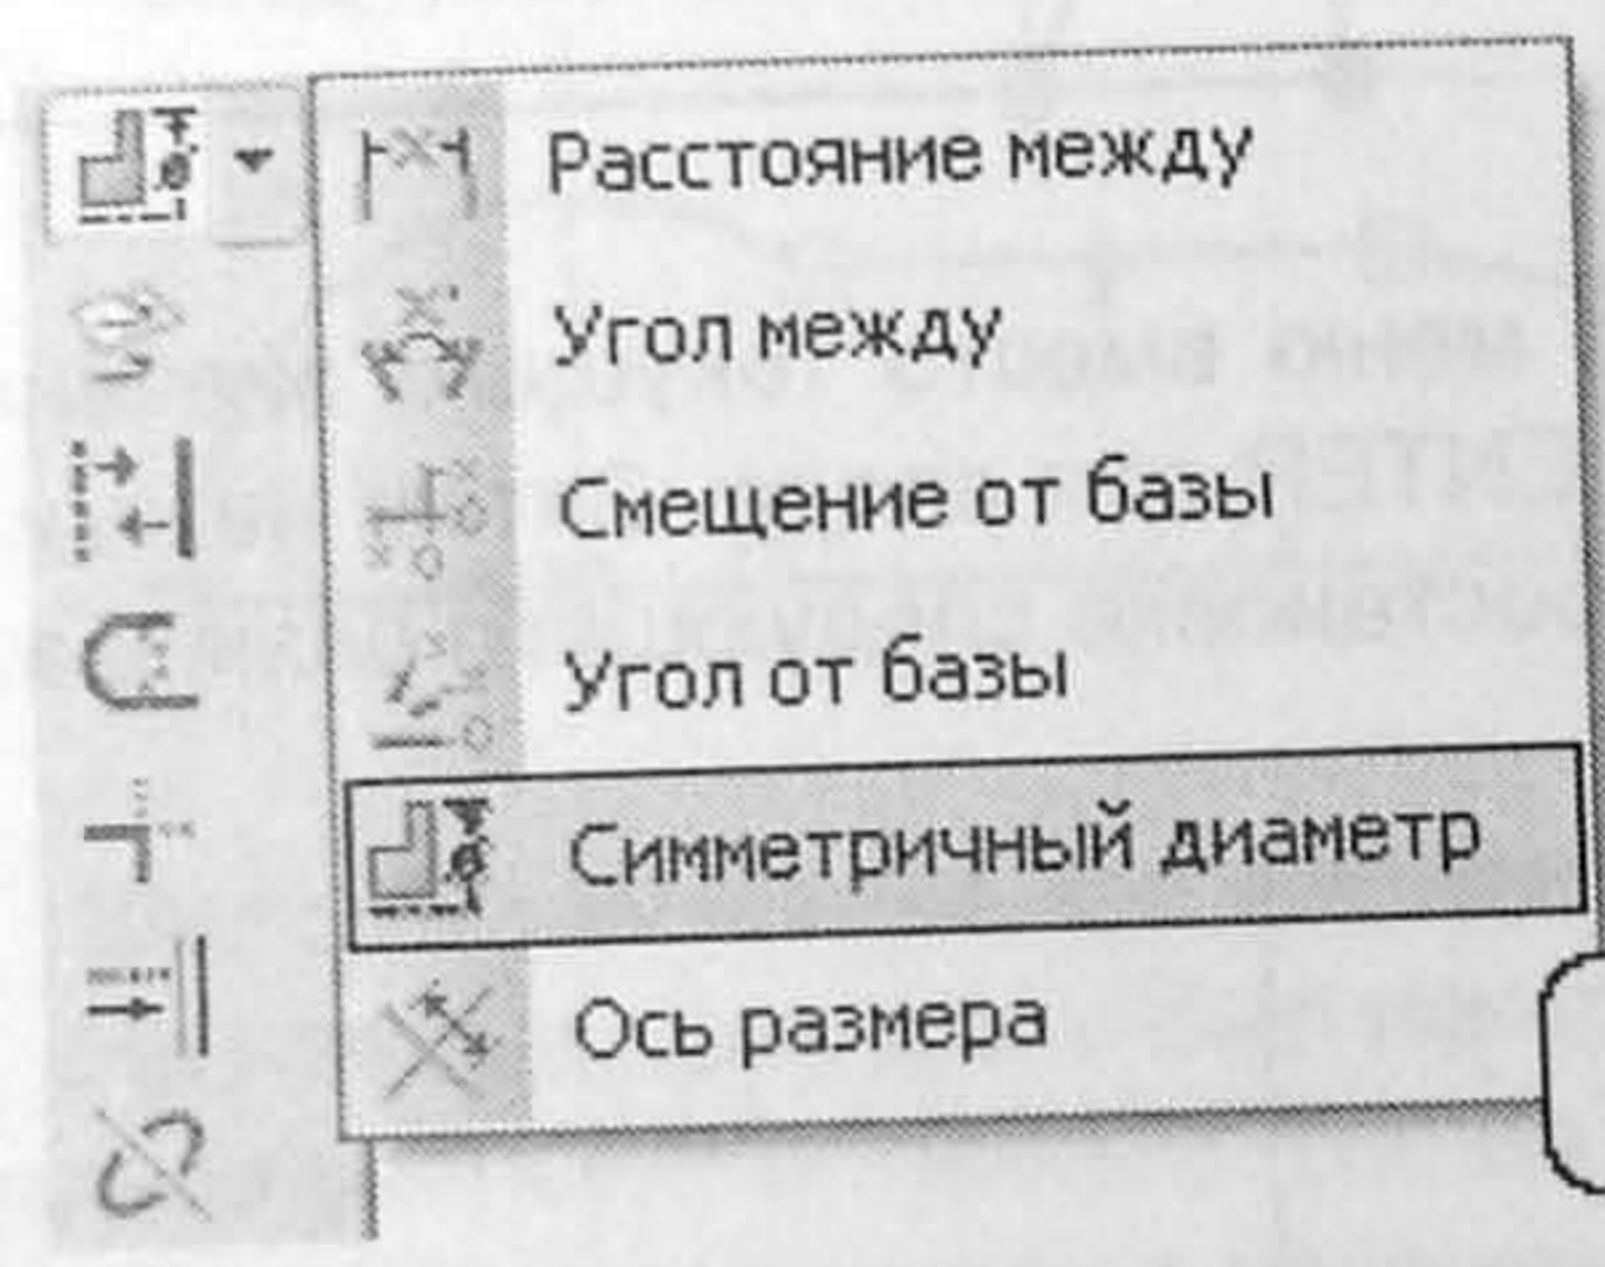 Расстояние между
Угол между
Смещение от базы
Угол от базы
Симметричный диаметр
Ось размера